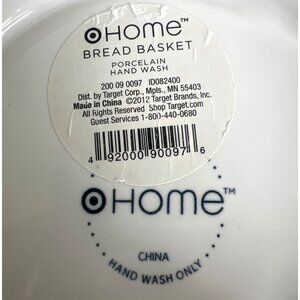 HOME™
BREAD BASKET
PORCELAIN
HAND WASH
200 09 0097 ID082400
Dist. by Target Corp., Mpls., MN 55403
Made in China ©2012 Target Brands, Inc.
All Rights Reserved Shop Target.com
Guest Services 1-800-440-0680
4 92000 90097 6
HOME™
CHINA
HAND WASH ONLY